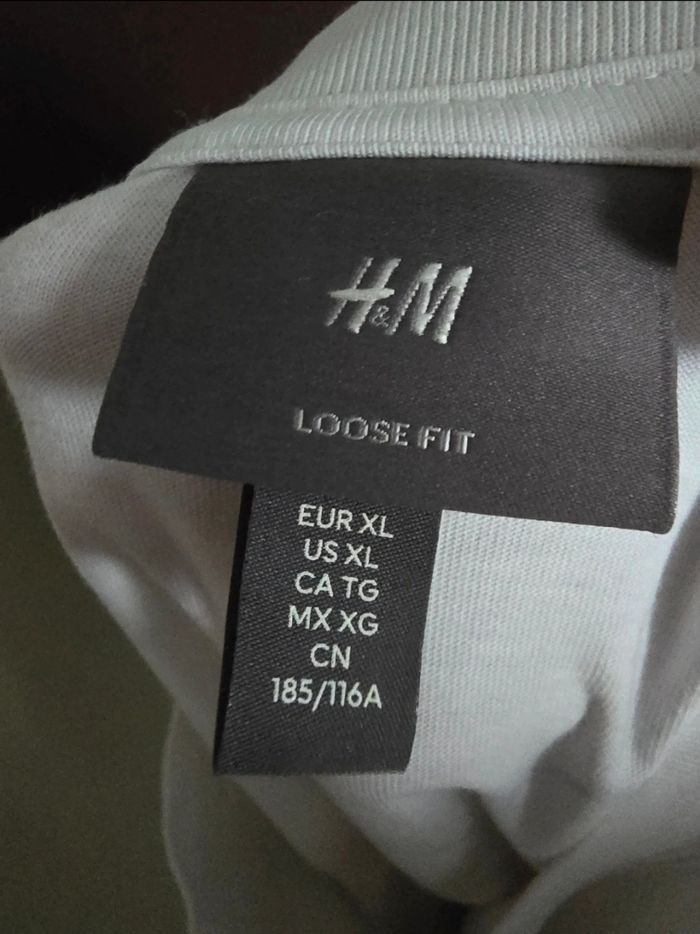 H&M
LOOSE FIT
EUR XL
US XL
CA TG
MX XG
CN
185/116A